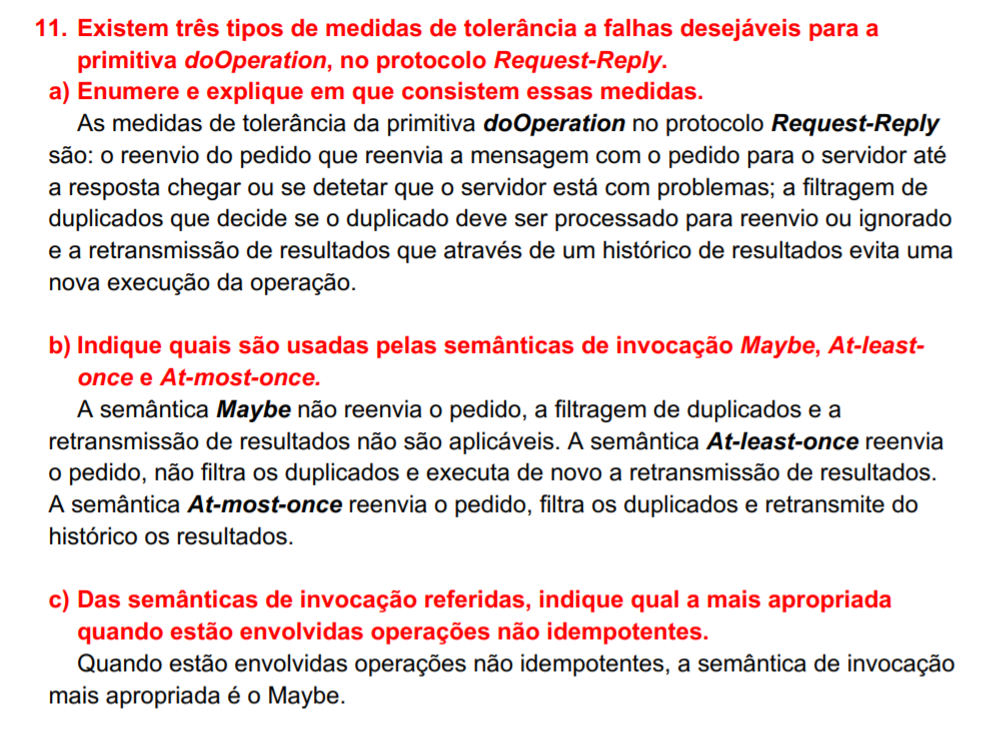 11. Existem três tipos de medidas de tolerância a falhas desejáveis para a
primitiva doOperation, no protocolo Request-Reply.
a) Enumere e explique em que consistem essas medidas.
As medidas de tolerância da primitiva doOperation no protocolo Request-Reply
são: o reenvio do pedido que reenvia a mensagem com o pedido para o servidor até
a resposta chegar ou se detetar que o servidor está com problemas; a filtragem de
duplicados que decide se o duplicado deve ser processado para reenvio ou ignorado
e a retransmissão de resultados que através de um histórico de resultados evita uma
nova execução da operação.
b) Indique quais são usadas pelas semânticas de invocação Maybe, At-least-
once e At-most-once.
A semântica Maybe não reenvia o pedido, a filtragem de duplicados e a
retransmissão de resultados não são aplicáveis. A semântica At-least-once reenvia
o pedido, não filtra os duplicados e executa de novo a retransmissão de resultados.
A semântica At-most-once reenvia o pedido, filtra os duplicados e retransmite do
histórico os resultados.
c) Das semânticas de invocação referidas, indique qual a mais apropriada
quando estão envolvidas operações não idempotentes.
Quando estão envolvidas operações não idempotentes, a semântica de invocação
mais apropriada é o Maybe.